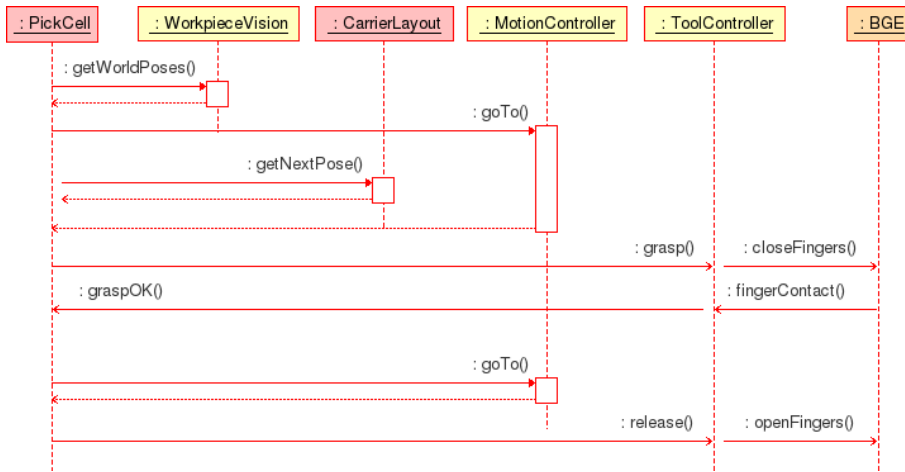 : PickCell
: WorkpieceVision
: CarrierLayout
: MotionController
: ToolController
: BGE
: getWorldPoses()
: goTo()
: getNextPose()
: grasp()
: closeFingers()
: graspOK()
: fingerContact()
: goTo()
: release()
: openFingers()